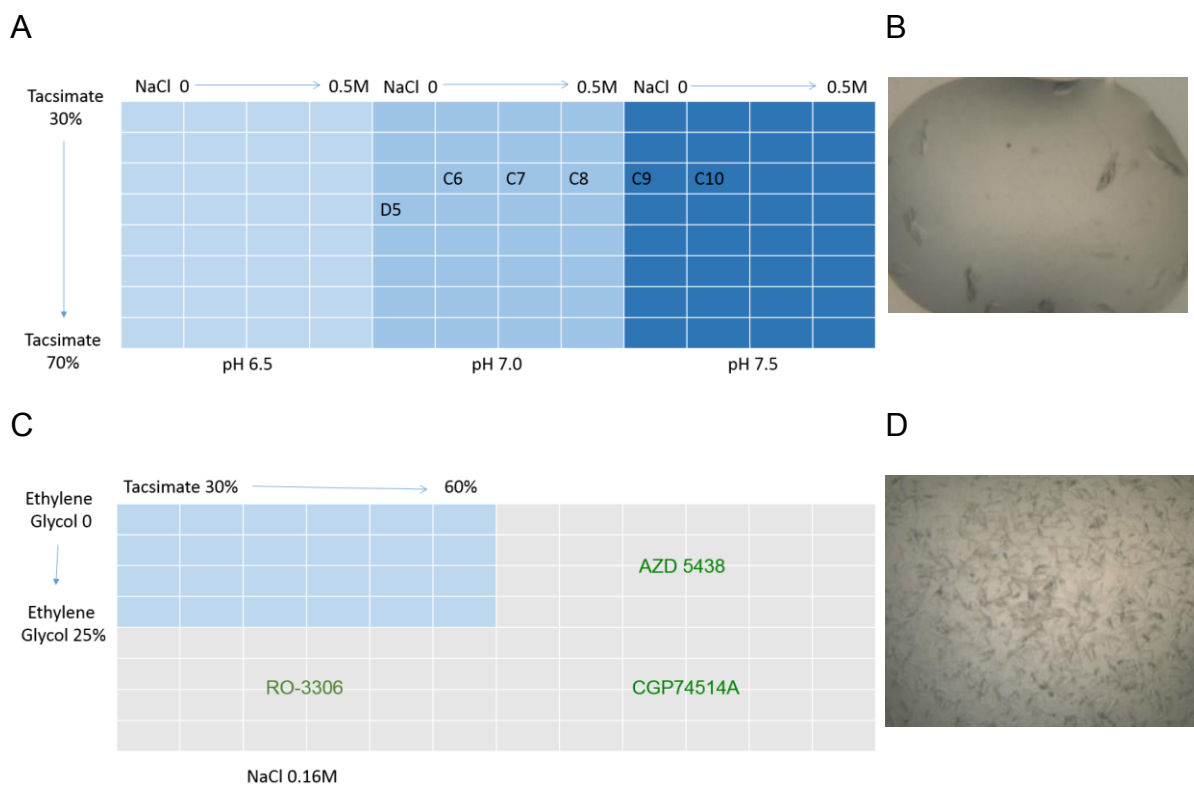 A
B
NaCl 0 0.5M NaCl 0 0.5M NaCl 0 0.5M
Tacsimate
30%
C6 C7 C8 C9 C10
D5
Tacsimate
70%
pH 6.5 pH 7.0 pH 7.5
C
D
Tacsimate 30% 60%
Ethylene
Glycol 0
AZD 5438
Ethylene
Glycol 25%
RO-3306
CGP74514A
NaCl 0.16M